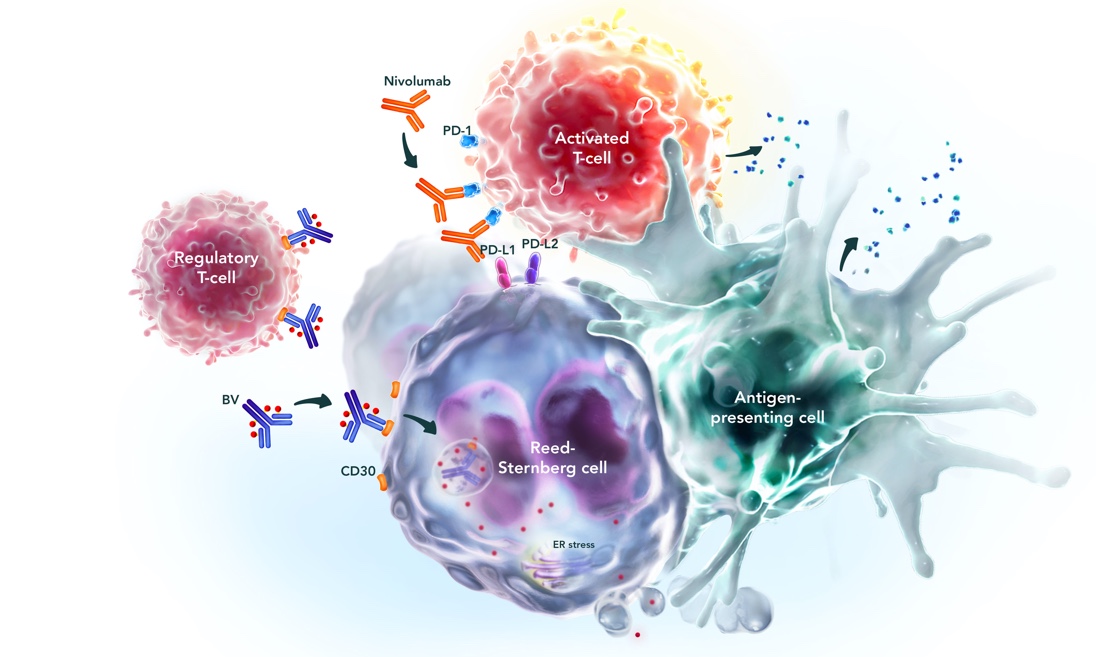 Nivolumab
PD-1
Activated
T-cell
PD-L1
PD-L2
Regulatory
T-cell
BV
CD30
Reed-
Sternberg cell
Antigen-
presenting cell
ER stress